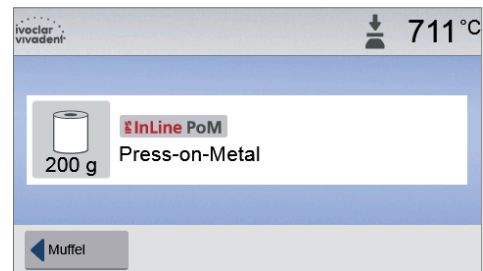 ivoclar
vivadent
711 °C
IPS InLine PoM
200 g
Press-on-Metal
Muffel